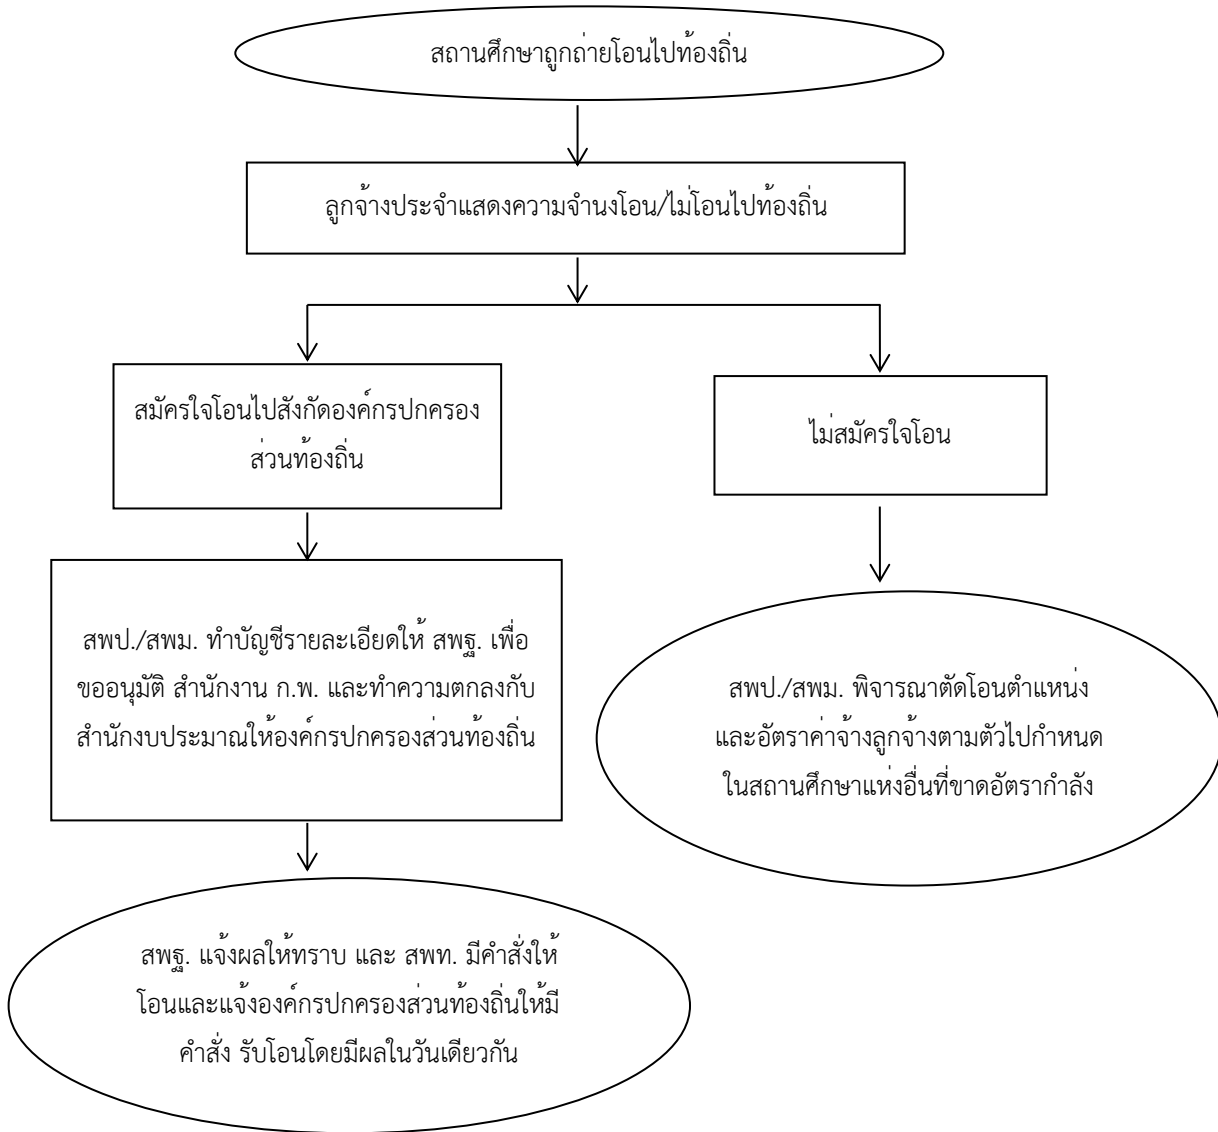 สถานศึกษาถูกถ่ายโอนไปท้องถิ่น
ลูกจ้างประจำแสดงความจำนงโอน/ไม่โอนไปท้องถิ่น
สมัครใจโอนไปสังกัดองค์กรปกครอง
ส่วนท้องถิ่น
ไม่สมัครใจโอน
สพป./สพม. ทำบัญชีรายละเอียดให้ สพฐ. เพื่อ
ขออนุมัติ สำนักงาน ก.พ. และทำความตกลงกับ
สำนักงบประมาณให้องค์กรปกครองส่วนท้องถิ่น
สพป./สพม. พิจารณาตัดโอนตำแหน่ง
และอัตราค่าจ้างลูกจ้างตามตัวไปกำหนด
ในสถานศึกษาแห่งอื่นที่ขาดอัตรากำลัง
สพฐ. แจ้งผลให้ทราบ และ สพท. มีคำสั่งให้
โอนและแจ้งองค์กรปกครองส่วนท้องถิ่นให้มี
คำสั่ง รับโอนโดยมีผลในวันเดียวกัน